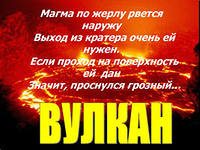 Магма по жерлу рвется
наружу
Выход из кратера очень ей
нужен.
Если проход на поверхность
ей дан
Значит, проснулся грозный...
ВУЛКАН